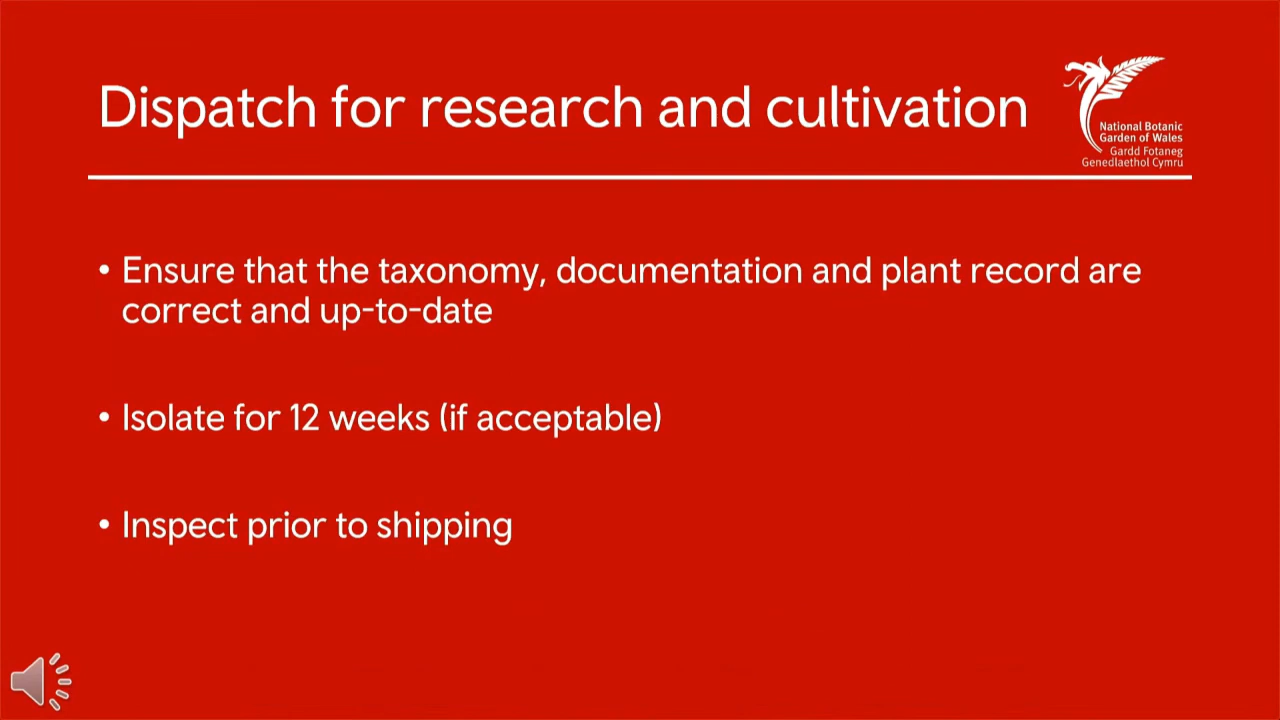 Dispatch for research and cultivation
National Botanic
Garden of Wales
Gardd Fotaneg
Genedlaethol Cymru
• Ensure that the taxonomy, documentation and plant record are
correct and up-to-date
• Isolate for 12 weeks (if acceptable)
• Inspect prior to shipping